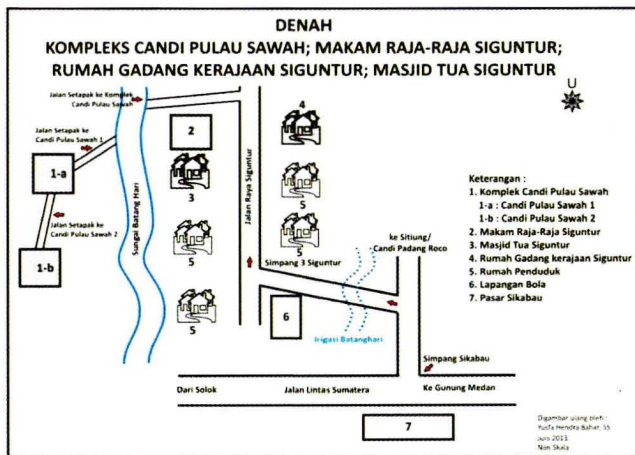 DENAH
KOMPLEKS CANDI PULAU SAWAH; MAKAM RAJA-RAJA SIGUNTUR;
RUMAH GADANG KERAJAAN SIGUNTUR; MASJID TUA SIGUNTUR
U
Jalan Setapak ke Komplek
Candi Pulau Sawah
Jalan Setapak ke
Candi Pulau Sawah 1
1-a
Jalan Setapak ke
Candi Pulau Sawah 2
1-b
Sungai Batang Hari
2
3
5
5
Jalan Raya Siguntur
4
5
5
Simpang 3 Siguntur
6
ke Sitiung/
Candi Padang Roco
Irigasi Batanghari
Simpang Sikabau
Dari Solok
Jalan Lintas Sumatera
Ke Gunung Medan
7
Keterangan :
1. Komplek Candi Pulau Sawah
1-a : Candi Pulau Sawah 1
1-b : Candi Pulau Sawah 2
2. Makam Raja-Raja Siguntur
3. Masjid Tua Siguntur
4. Rumah Gadang kerajaan Siguntur
5. Rumah Penduduk
6. Lapangan Bola
7. Pasar Sikabau
Digambar ulang oleh :
Yusfa Hendra Bahar, SS
2013
Non Skala